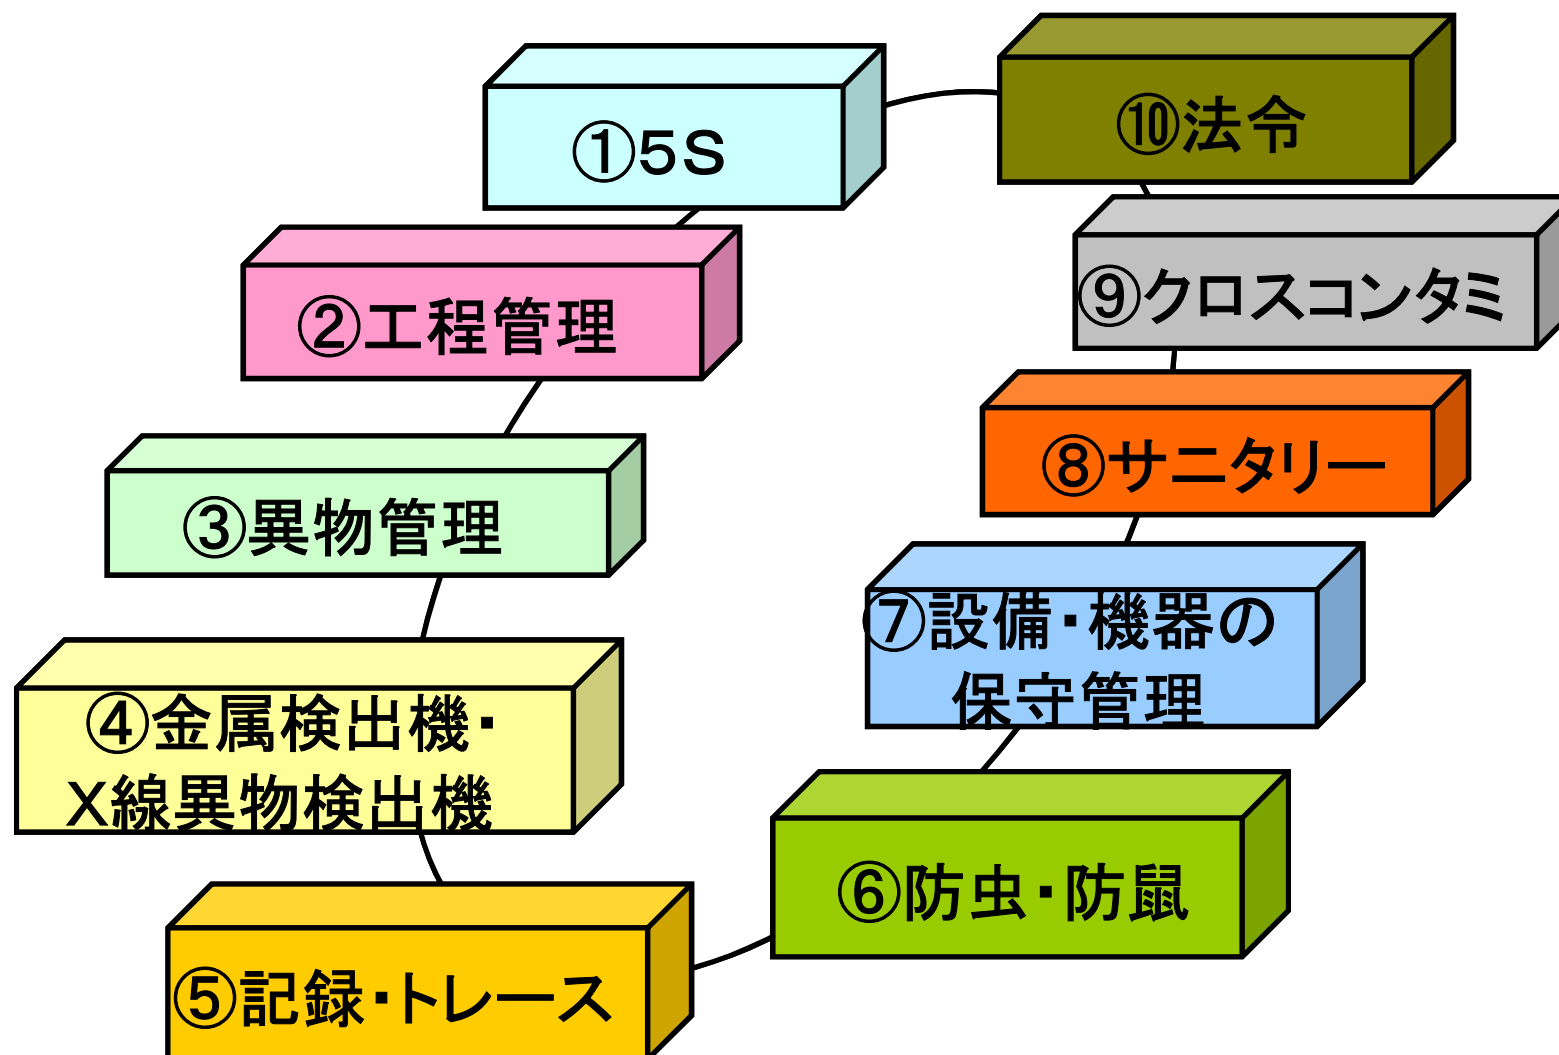 ①5S
②工程管理
③異物管理
④金属検出機・
X線異物検出機
⑤記録・トレース
⑥防虫・防鼠
⑦設備・機器の
保守管理
⑧サニタリー
⑨クロスコンタミ
⑩法令